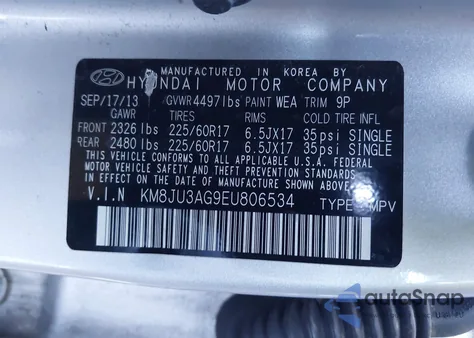 MANUFACTURED IN KOREA BY
HYUNDAI MOTOR COMPANY
SEP/17/13 GVWR 4497lbs PAINT WEA TRIM 9P
GAWR TIRES RIMS COLD TIRE INFL
FRONT 2326 lbs 225/60R17 6.5JX17 35psi SINGLE
REAR 2480 lbs 225/60R17 6.5JX17 35psi SINGLE
THIS VEHICLE CONFORMS TO ALL APPLICABLE U.S.A. FEDERAL
MOTOR VEHICLE SAFETY AND THEFT PREVENTION STANDARDS IN
EFFECT ON THE DATE OF MANUFACTURE SHOWN ABOVE.
V.I.N KM8JU3AG9EU806534 TYPE : MPV
autoSnap